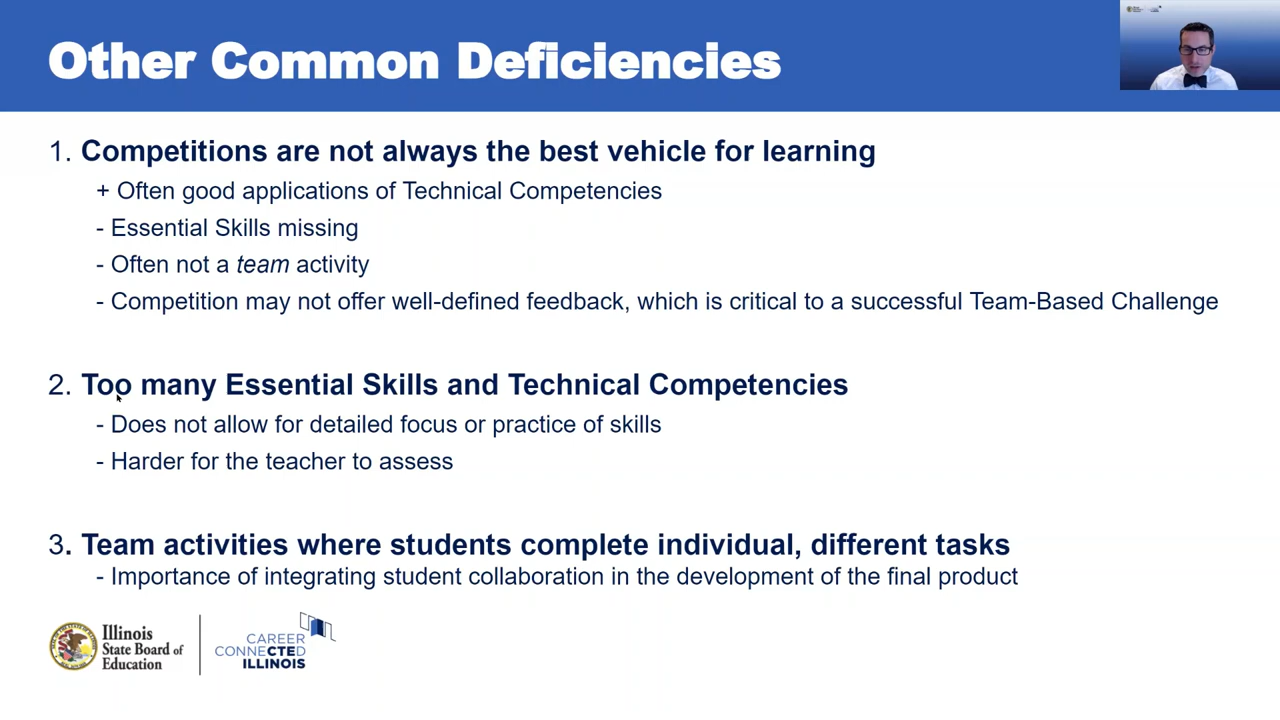 Other Common Deficiencies
1. Competitions are not always the best vehicle for learning
+ Often good applications of Technical Competencies
- Essential Skills missing
- Often not a team activity
- Competition may not offer well-defined feedback, which is critical to a successful Team-Based Challenge
2. Too many Essential Skills and Technical Competencies
- Does not allow for detailed focus or practice of skills
- Harder for the teacher to assess
3. Team activities where students complete individual, different tasks
- Importance of integrating student collaboration in the development of the final product
Illinois
State Board of
Education
CAREER
CONNECTED
ILLINOIS